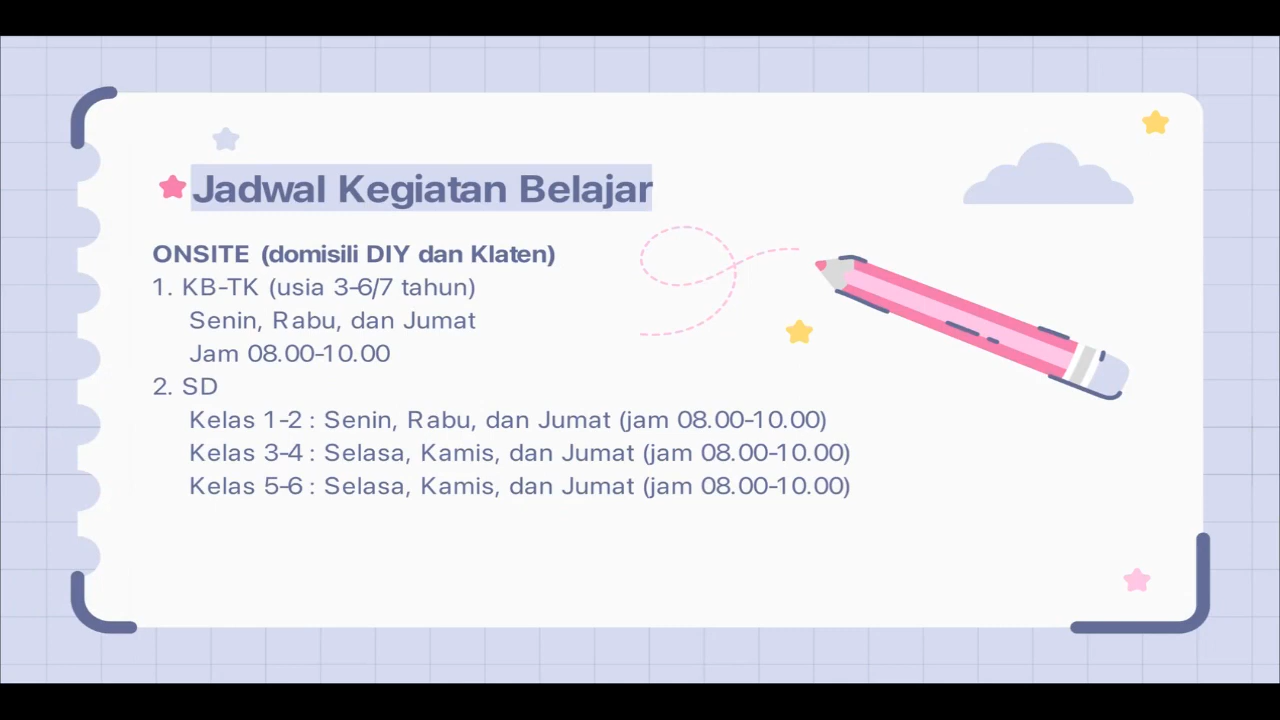 Jadwal Kegiatan Belajar
ONSITE (domisili DIY dan Klaten)
1. KB-TK (usia 3-6/7 tahun)
Senin, Rabu, dan Jumat
Jam 08.00-10.00
2. SD
Kelas 1-2 : Senin, Rabu, dan Jumat (jam 08.00-10.00)
Kelas 3-4 : Selasa, Kamis, dan Jumat (jam 08.00-10.00)
Kelas 5-6 : Selasa, Kamis, dan Jumat (jam 08.00-10.00)